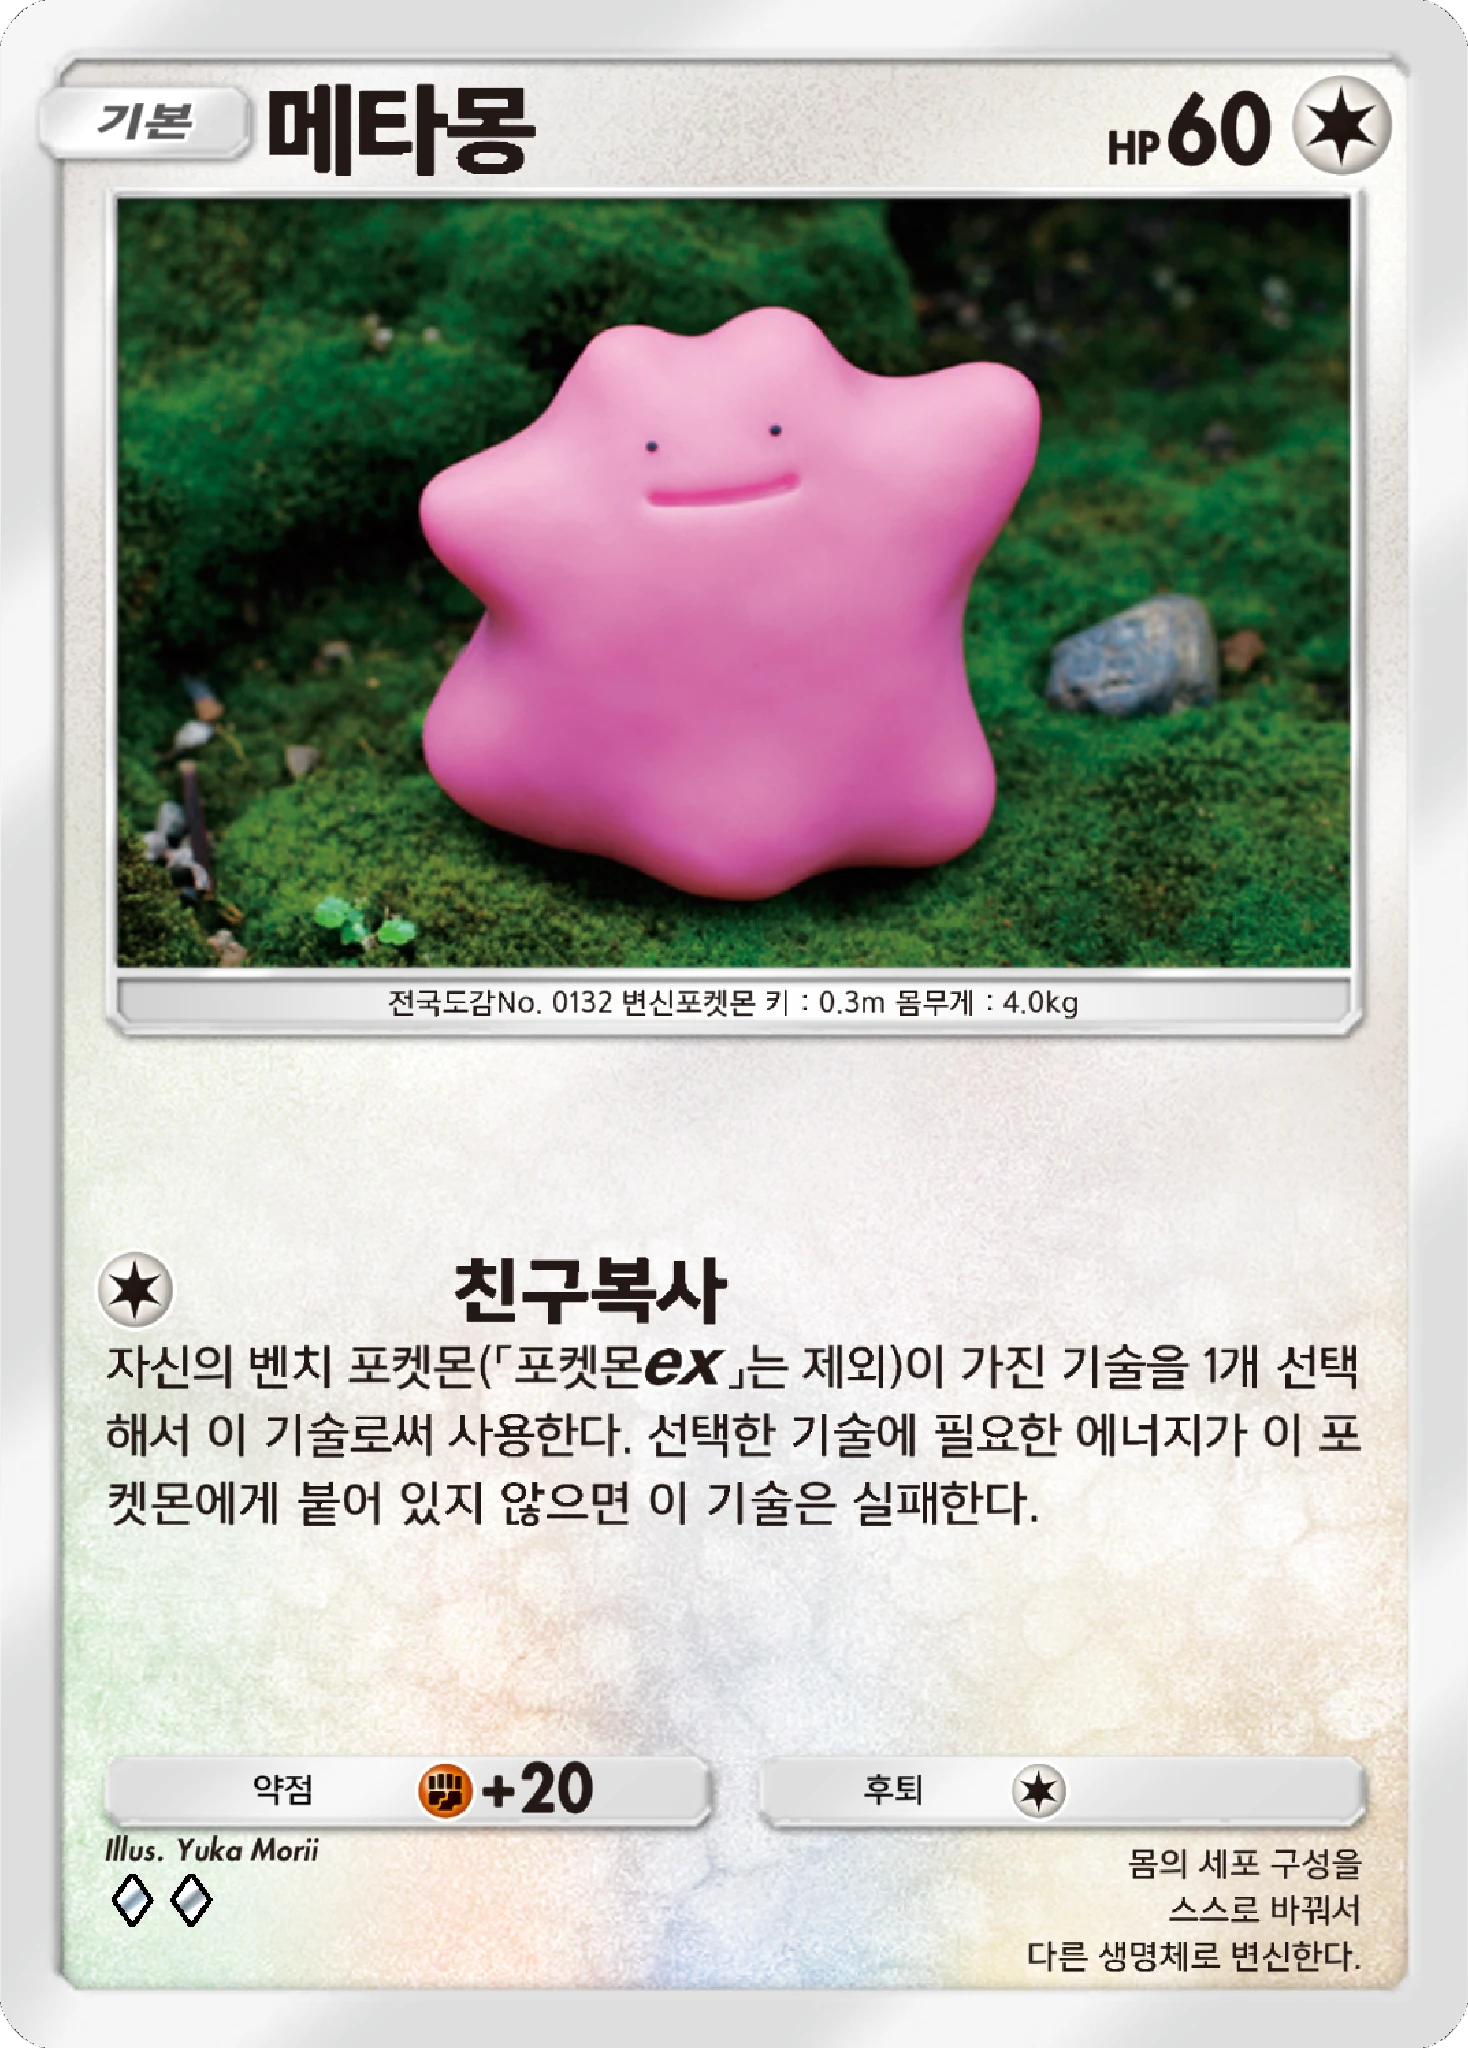 기본 메타몽 HP 60
전국도감No. 0132 변신포켓몬 키 : 0.3m 몸무게 : 4.0kg
친구복사
자신의 벤치 포켓몬(「포켓몬ex」는 제외)이 가진 기술을 1개 선택
해서 이 기술로써 사용한다. 선택한 기술에 필요한 에너지가 이 포
켓몬에게 붙어 있지 않으면 이 기술은 실패한다.
약점 +20 후퇴
Illus. Yuka Morii
몸의 세포 구성을
스스로 바꿔서
다른 생명체로 변신한다.